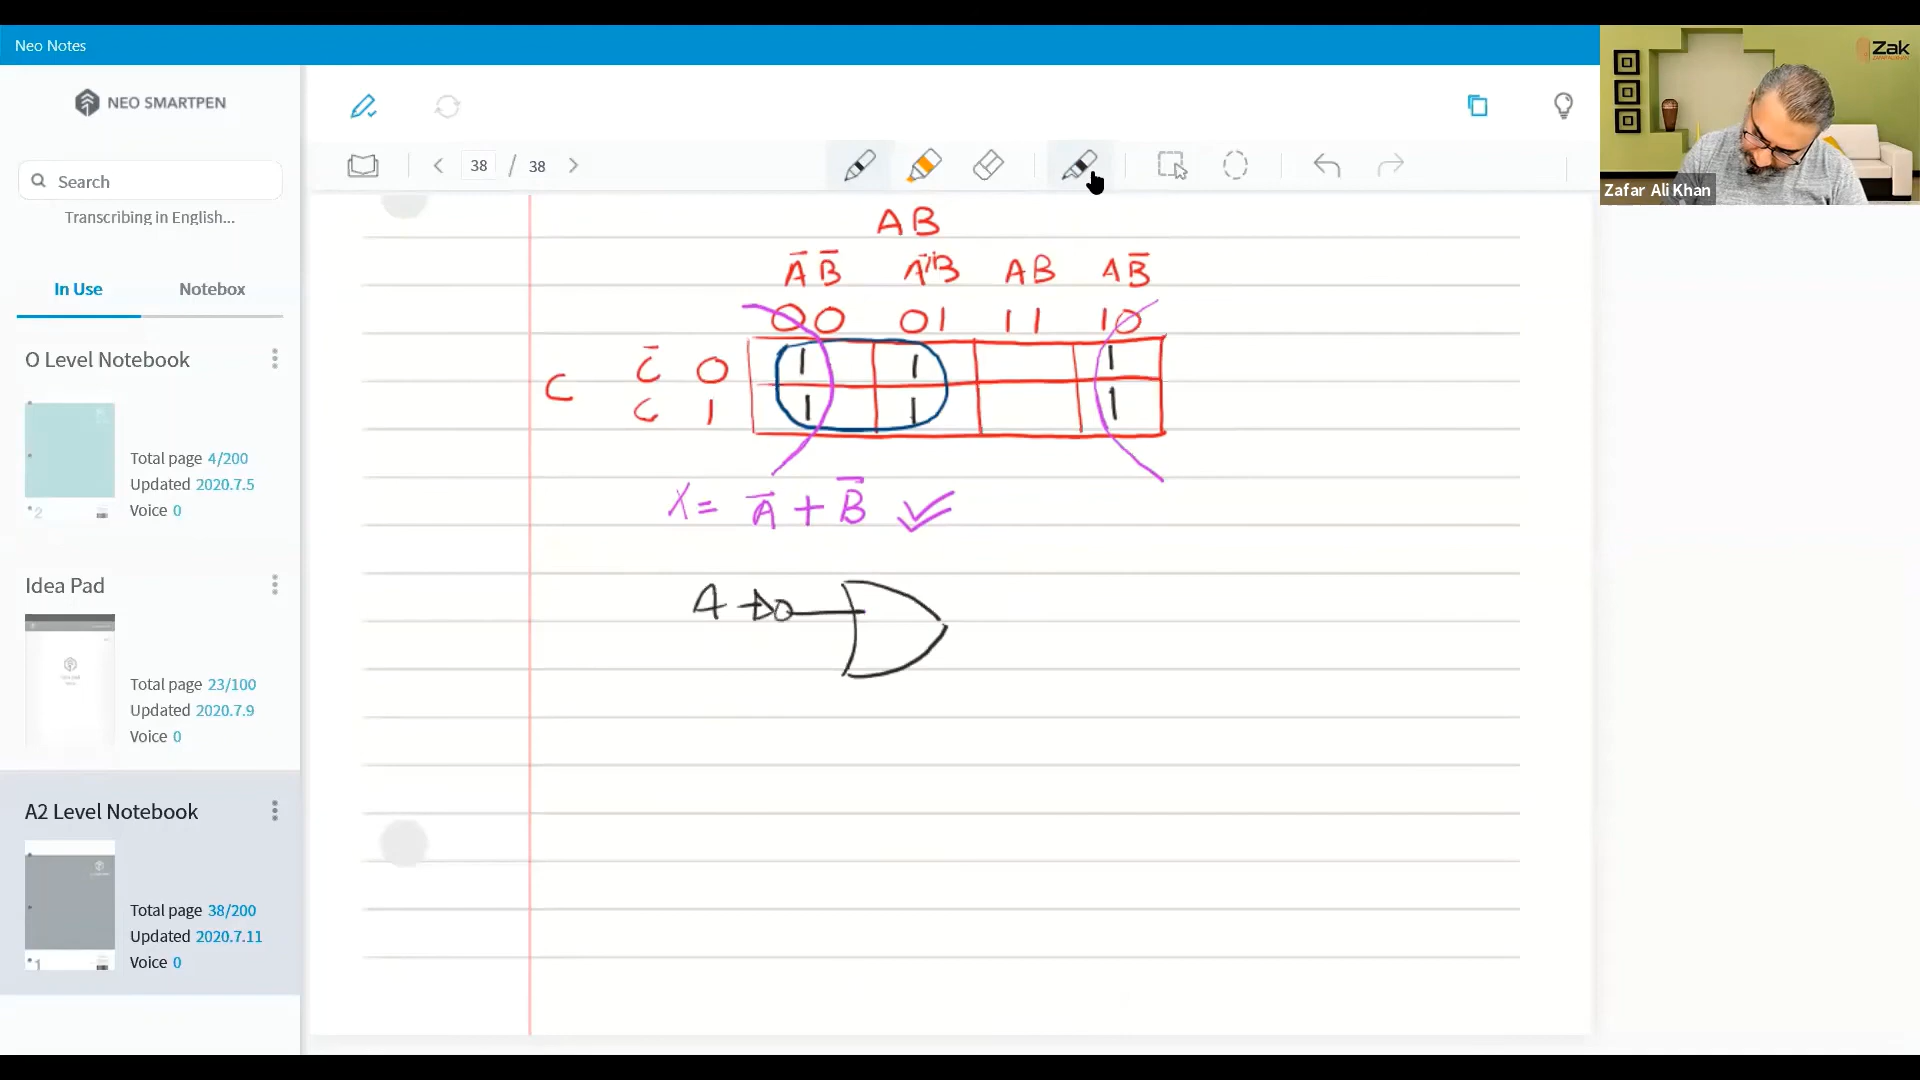 Neo Notes
Zak
NEO SMARTPEN
38 / 38
Search
Transcribing in English...
Zafar Ali Khan
In Use Notebox
O Level Notebook
Total page 4/200
Updated 2020.7.5
Voice 0
Idea Pad
Total page 23/100
Updated 2020.7.9
Voice 0
A2 Level Notebook
Total page 38/200
Updated 2020.7.11
Voice 0
AB
A̅ B̅ A̅B AB AB̅
00 01 11 10
C̅ 0 1 1 1
C
C 1 1 1 1
X = A̅ + B̅
A